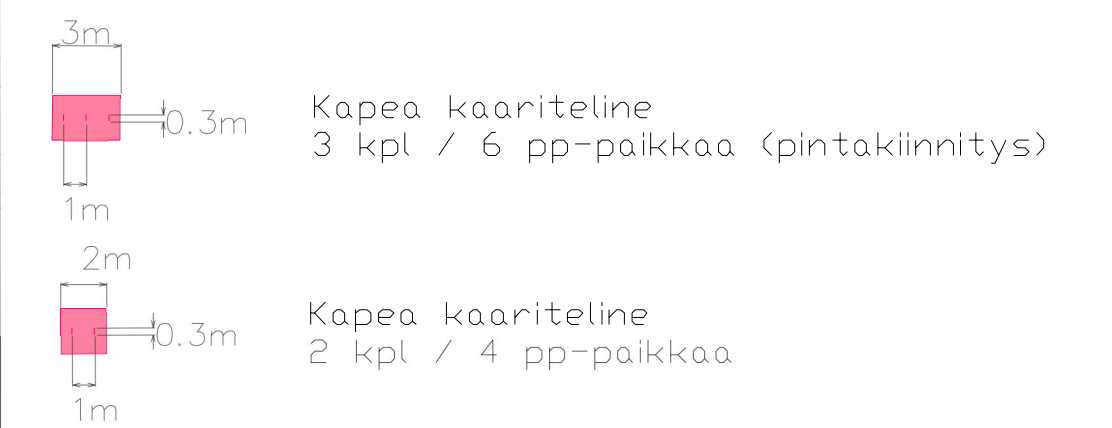 3m
0.3m
Kapea kaariteline
3 kpl / 6 pp-paikkaa (pintakiinnitys)
1m
2m
0.3m
Kapea kaariteline
2 kpl / 4 pp-paikkaa
1m